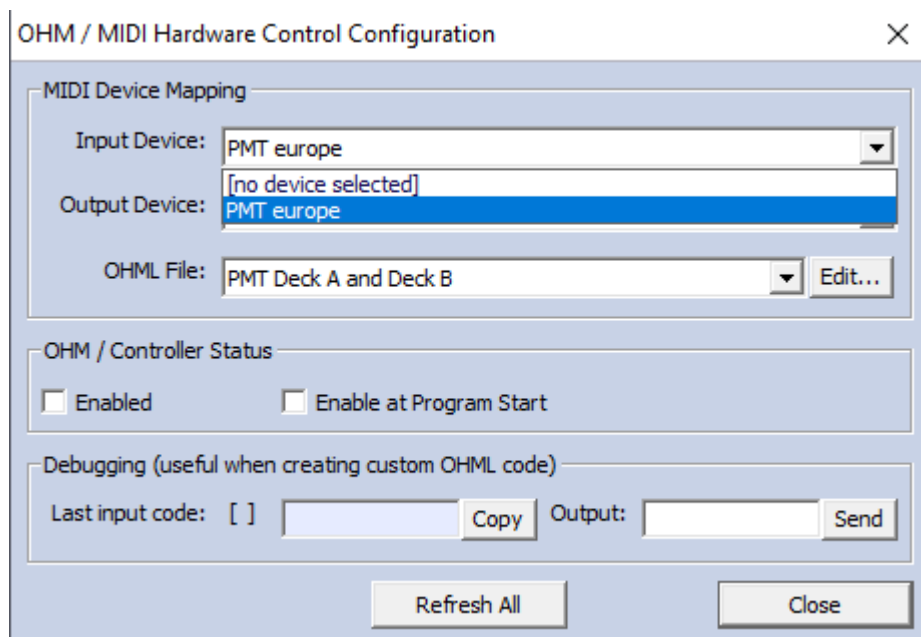 OHM / MIDI Hardware Control Configuration
MIDI Device Mapping
Input Device: PMT europe
[no device selected]
Output Device: PMT europe
OHML File: PMT Deck A and Deck B Edit...
OHM / Controller Status
Enabled Enable at Program Start
Debugging (useful when creating custom OHML code)
Last input code: [ ] Copy Output: Send
Refresh All Close